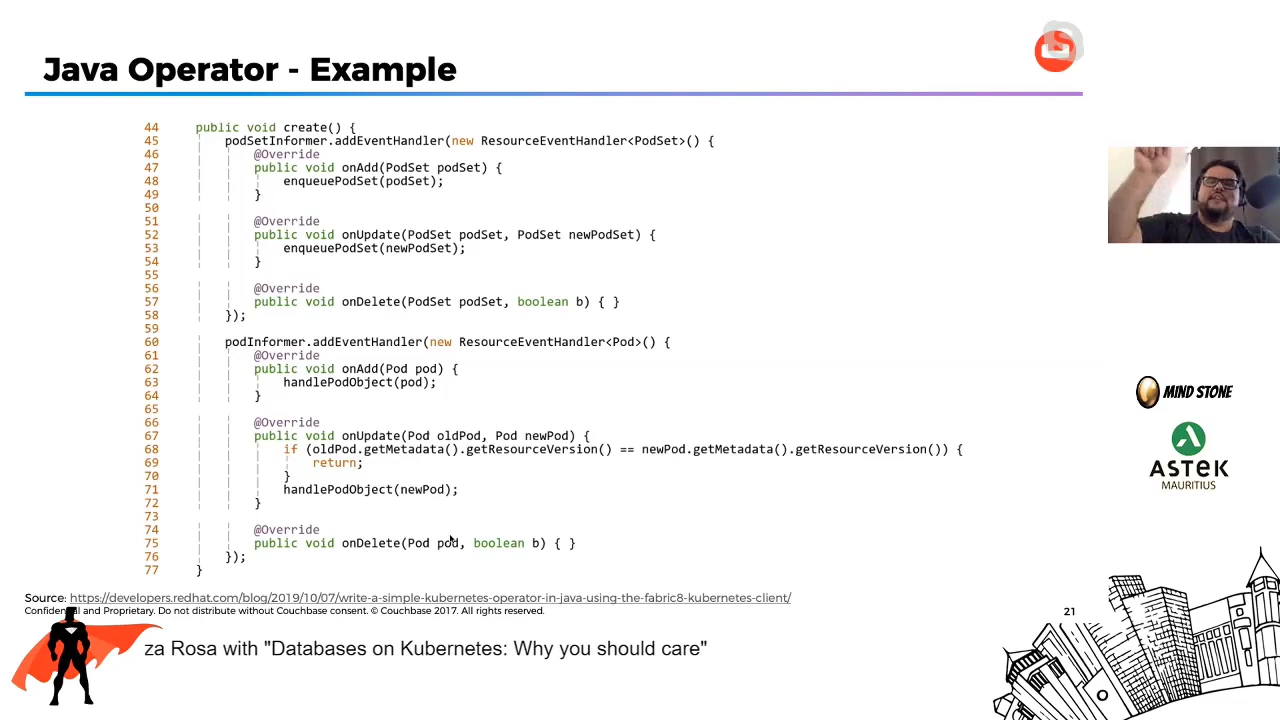 Java Operator - Example
44 public void create() {
45 podSetInformer.addEventHandler(new ResourceEventHandler<PodSet>() {
46 @Override
47 public void onAdd(PodSet podSet) {
48 enqueuePodSet(podSet);
49 }
50
51 @Override
52 public void onUpdate(PodSet podSet, PodSet newPodSet) {
53 enqueuePodSet(newPodSet);
54 }
55
56 @Override
57 public void onDelete(PodSet podSet, boolean b) { }
58 });
59
60 podInformer.addEventHandler(new ResourceEventHandler<Pod>() {
61 @Override
62 public void onAdd(Pod pod) {
63 handlePodObject(pod);
64 }
65
66 @Override
67 public void onUpdate(Pod oldPod, Pod newPod) {
68 if (oldPod.getMetadata().getResourceVersion() == newPod.getMetadata().getResourceVersion()) {
69 return;
70 }
71 handlePodObject(newPod);
72 }
73
74 @Override
75 public void onDelete(Pod pod, boolean b) { }
76 });
77 }
MIND STONE
ASTEK
MAURITIUS
Source: https://developers.redhat.com/blog/2019/10/07/write-a-simple-kubernetes-operator-in-java-using-the-fabric8-kubernetes-client/
Confidential and Proprietary. Do not distribute without Couchbase consent. © Couchbase 2017. All rights reserved.
21
za Rosa with "Databases on Kubernetes: Why you should care"